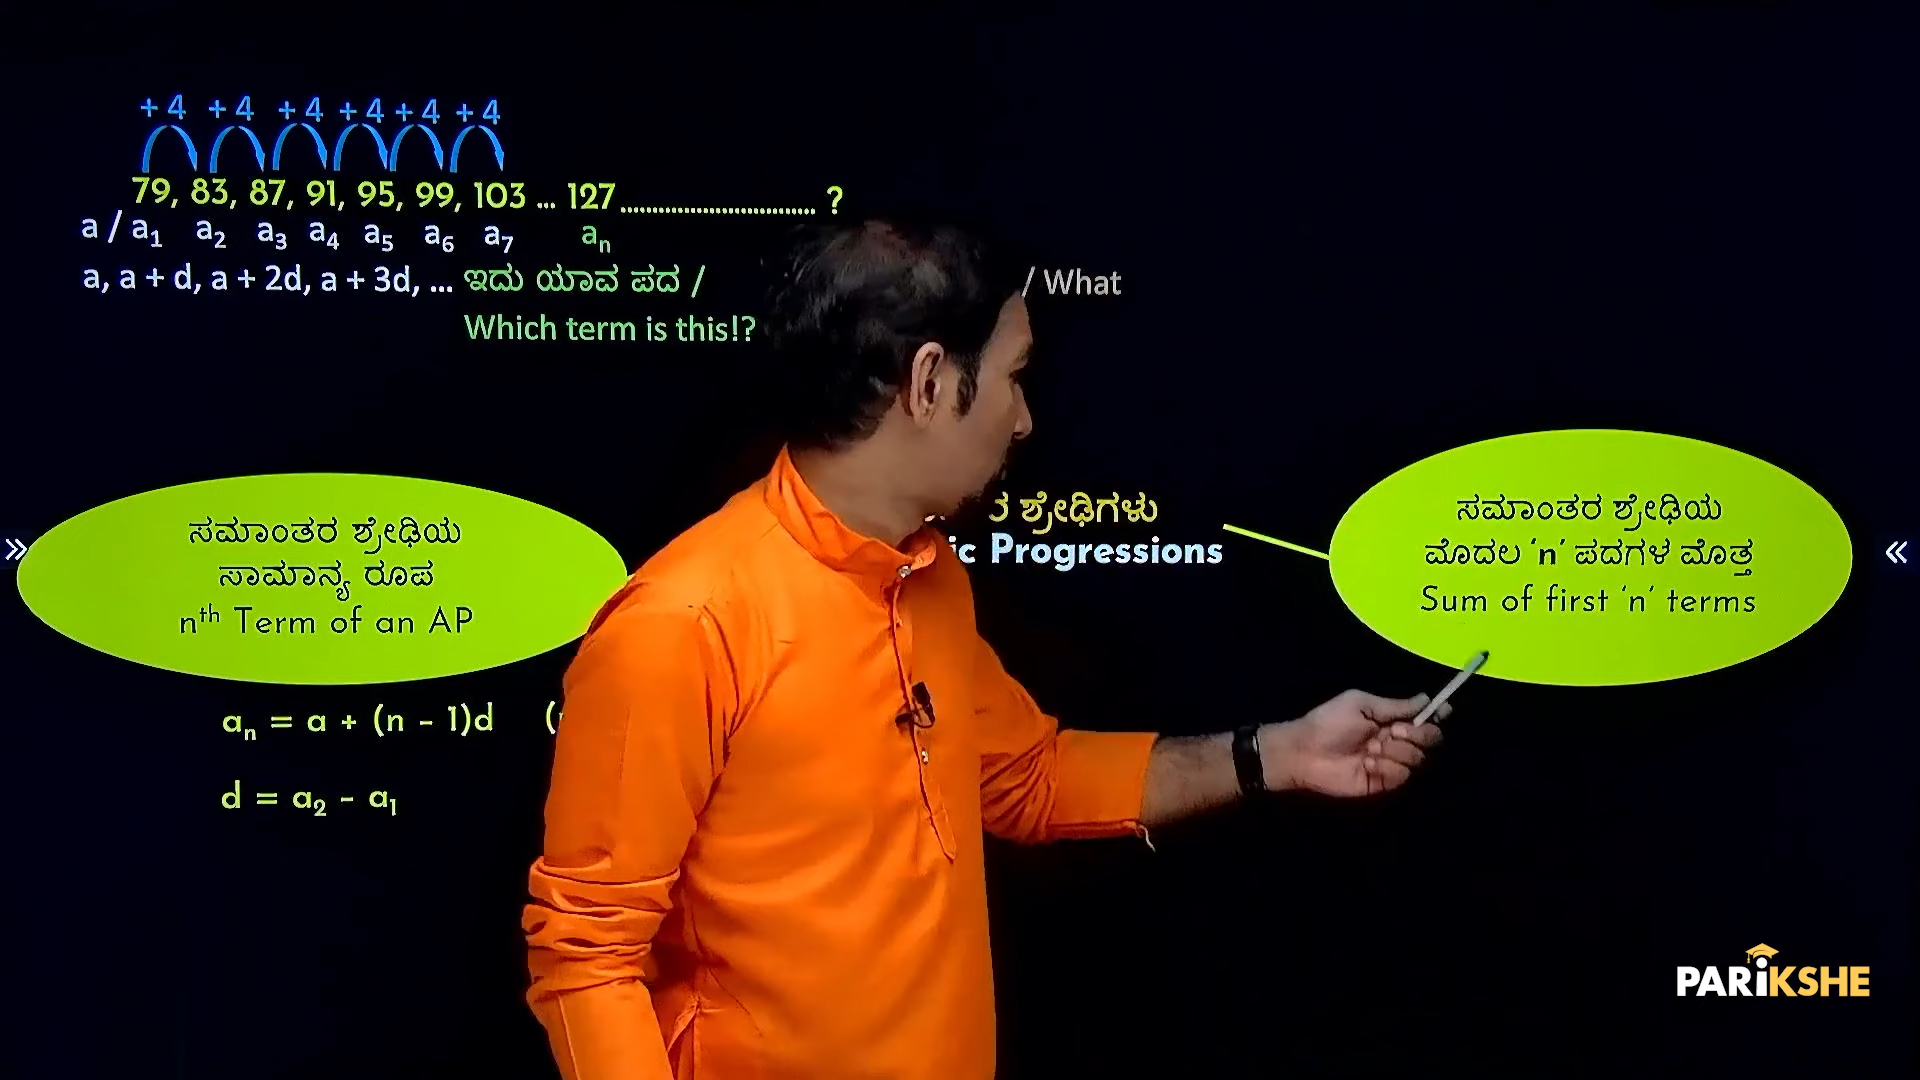 + 4 + 4 + 4 + 4 + 4 + 4
79, 83, 87, 91, 95, 99, 103 ... 127 .............................. ?
a / a₁ a₂ a₃ a₄ a₅ a₆ a₇ aₙ
a, a + d, a + 2d, a + 3d, ... ಇದು ಯಾವ ಪದ / / What
Which term is this!?
ಸಮಾಂತರ ಶ್ರೇಢಿಯ
ಸಾಮಾನ್ಯ ರೂಪ
nᵗʰ Term of an AP
aₙ = a + (n - 1)d (
d = a₂ - a₁
ರ ಶ್ರೇಢಿಗಳು
ic Progressions
ಸಮಾಂತರ ಶ್ರೇಢಿಯ
ಮೊದಲ ‘n’ ಪದಗಳ ಮೊತ್ತ
Sum of first ‘n’ terms
PARiKSHE